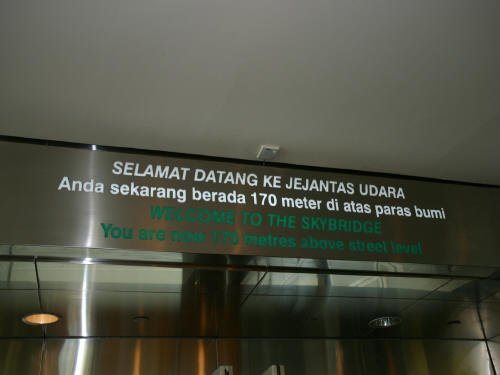 SELAMAT DATANG KE JEJANTAS UDARA
Anda sekarang berada 170 meter di atas paras bumi
WELCOME TO THE SKYBRIDGE
You are now 170 metres above street level